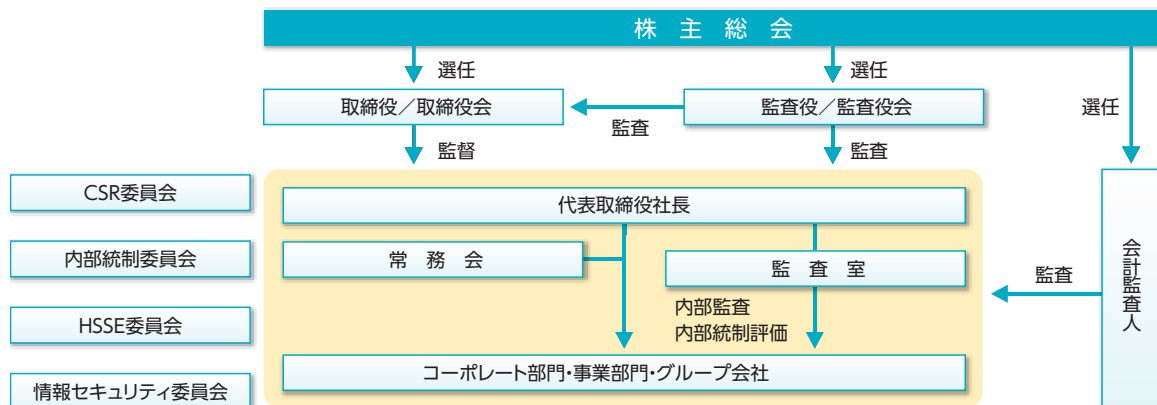 株主総会
選任
選任
選任
取締役／取締役会
監査
監査役／監査役会
監督
監査
CSR委員会
内部統制委員会
HSSE委員会
情報セキュリティ委員会
代表取締役社長
常務会
監査室
内部監査
内部統制評価
コーポレート部門・事業部門・グループ会社
監査
会計監査人